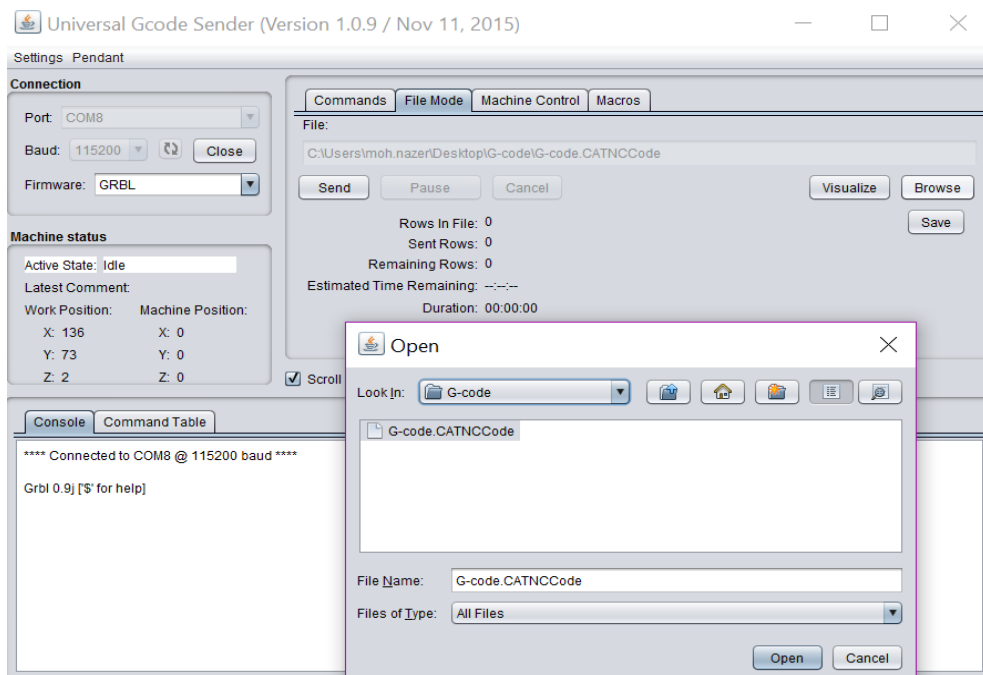 Universal Gcode Sender (Version 1.0.9 / Nov 11, 2015)
Settings Pendant
Connection
Port: COM8
Baud: 115200 Close
Firmware: GRBL
Machine status
Active State: Idle
Latest Comment:
Work Position: Machine Position:
X: 136 X: 0
Y: 73 Y: 0
Z: 2 Z: 0
Commands File Mode Machine Control Macros
File:
C:\Users\moh.nazer\Desktop\G-code\G-code.CATNCCode
Send Pause Cancel Visualize Browse
Save
Rows In File: 0
Sent Rows: 0
Remaining Rows: 0
Estimated Time Remaining: --:--:--
Duration: 00:00:00
Scroll
Console Command Table
**** Connected to COM8 @ 115200 baud ****
Grbl 0.9j ['$' for help]
Open
Look In: G-code
G-code.CATNCCode
File Name: G-code.CATNCCode
Files of Type: All Files
Open Cancel